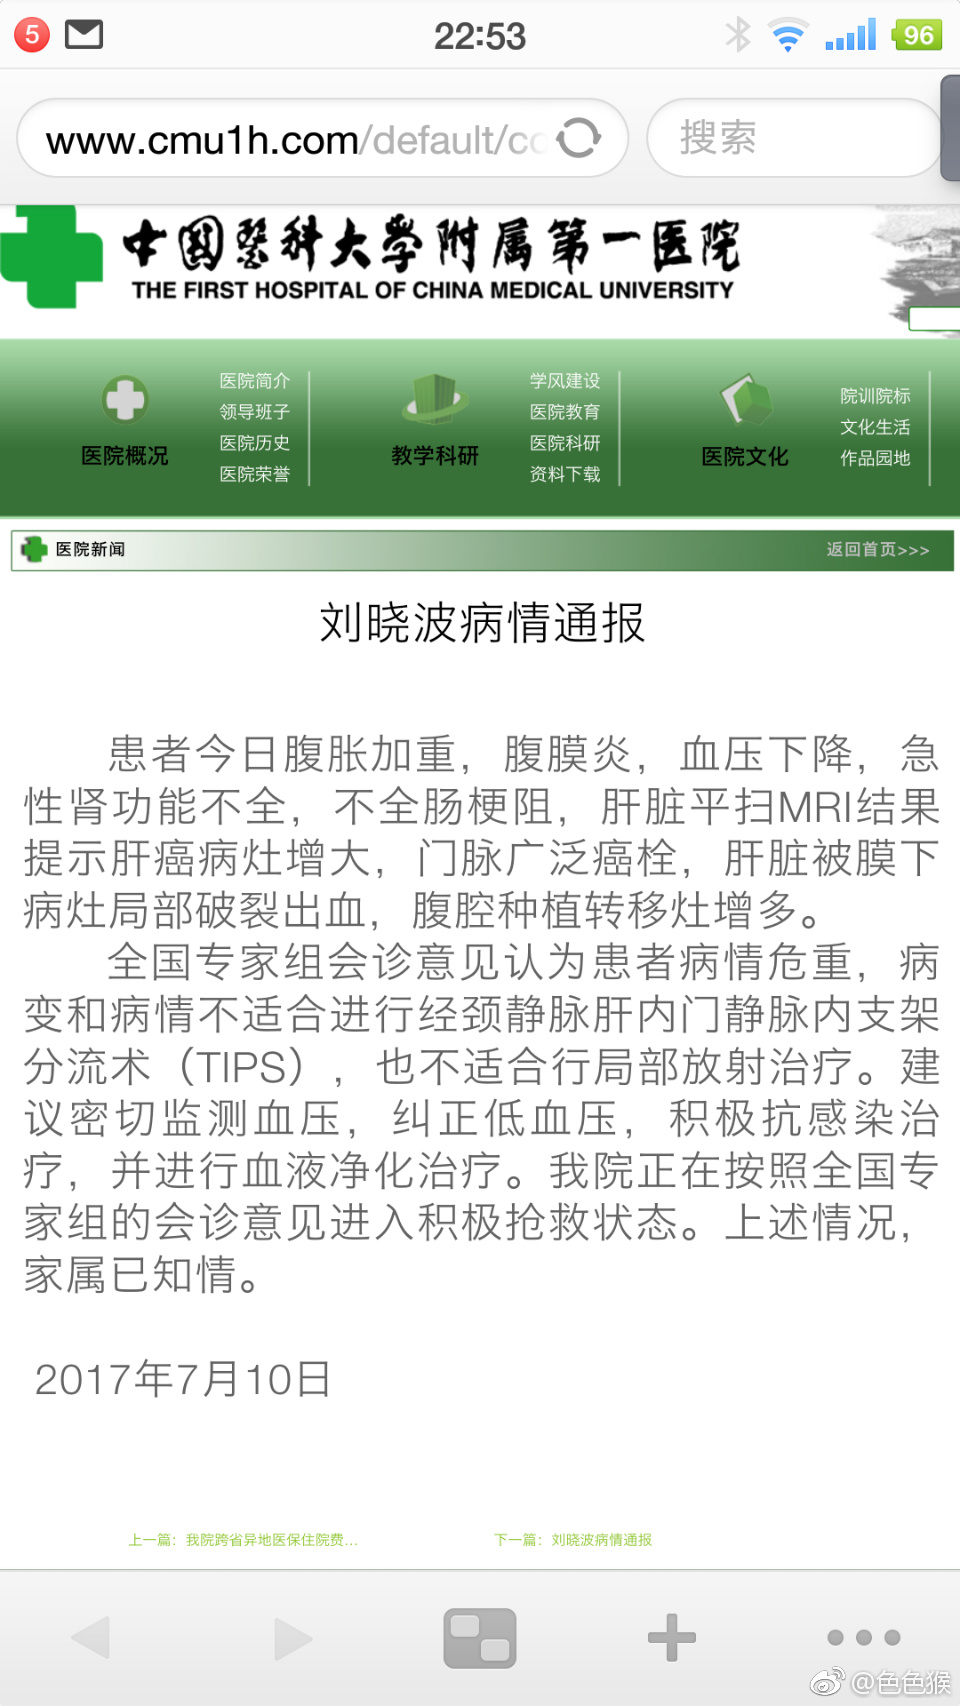 5
22:53
96
www.cmu1h.com/default/co
搜索
中国医科大学附属第一医院
THE FIRST HOSPITAL OF CHINA MEDICAL UNIVERSITY
医院概况
医院简介
领导班子
医院历史
医院荣誉
教学科研
学风建设
医院教育
医院科研
资料下载
医院文化
院训院标
文化生活
作品园地
医院新闻
返回首页>>>
刘晓波病情通报
患者今日腹胀加重，腹膜炎，血压下降，急
性肾功能不全，不全肠梗阻，肝脏平扫MRI结果
提示肝癌病灶增大，门脉广泛癌栓，肝脏被膜下
病灶局部破裂出血，腹腔种植转移灶增多。
全国专家组会诊意见认为患者病情危重，病
变和病情不适合进行经颈静脉肝内门静脉内支架
分流术（TIPS），也不适合行局部放射治疗。建
议密切监测血压，纠正低血压，积极抗感染治
疗，并进行血液净化治疗。我院正在按照全国专
家组的会诊意见进入积极抢救状态。上述情况，
家属已知情。
2017年7月10日
上一篇：我院跨省异地医保住院费...
下一篇：刘晓波病情通报
@色色猴